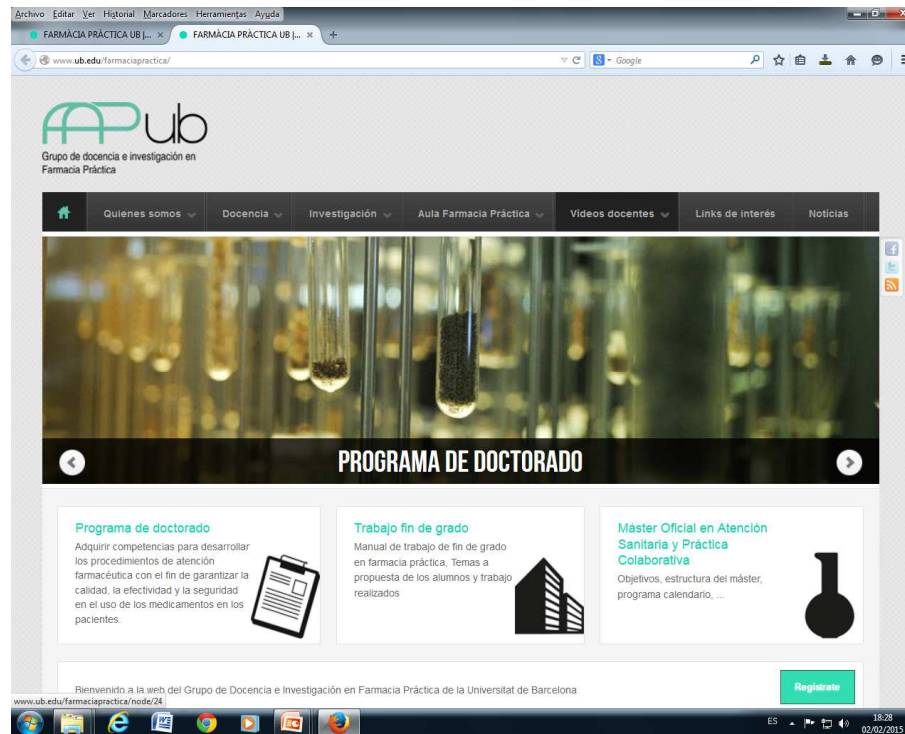 Archivo Editar Ver Historial Marcadores Herramientas Ayuda
FARMÀCIA PRÀCTICA UB |... × FARMÀCIA PRÀCTICA UB |... × +
www.ub.edu/farmaciapractica/ Google
AAPub
Grupo de docencia e investigación en
Farmacia Práctica
Quienes somos Docencia Investigación Aula Farmacia Práctica Vídeos docentes Links de interés Noticias
PROGRAMA DE DOCTORADO
Programa de doctorado
Adquirir competencias para desarrollar
los procedimientos de atención
farmacéutica con el fin de garantizar la
calidad, la efectividad y la seguridad
en el uso de los medicamentos en los
pacientes.
Trabajo fin de grado
Manual de trabajo de fin de grado
en farmacia práctica, Temas a
propuesta de los alumnos y trabajo
realizados
Máster Oficial en Atención
Sanitaria y Práctica
Colaborativa
Objetivos, estructura del máster,
programa calendario, ...
Bienvenido a la web del Grupo de Docencia e Investigación en Farmacia Práctica de la Universitat de Barcelona
Regístrate
www.ub.edu/farmaciapractica/node/24
ES 18:28
02/02/2015